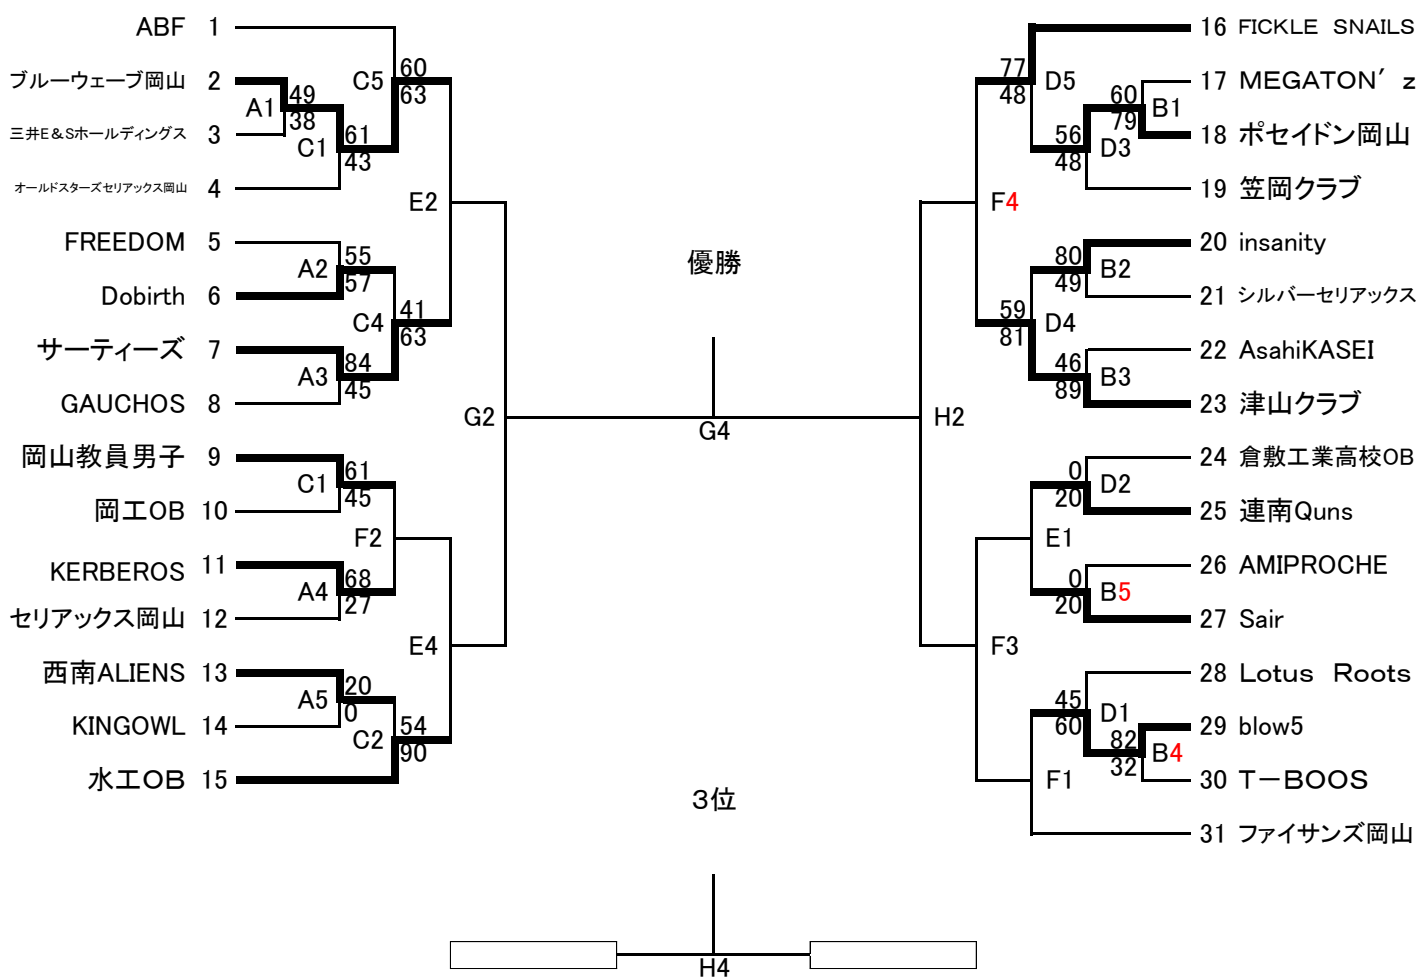 ABF 1
ブルーウェーブ岡山 2
三井E＆Sホールディングス 3
オールドスターズセリアックス岡山 4
FREEDOM 5
Dobirth 6
サーティーズ 7
GAUCHOS 8
岡山教員男子 9
岡工OB 10
KERBEROS 11
セリアックス岡山 12
西南ALIENS 13
KINGOWL 14
水工OB 15
A1 49 38
C1 61 43
C5 60 63
A2 55 57
A3 84 45
C4 41 63
E2
C1 61 45
A4 68 27
F2
A5 20 0
C2 54 90
E4
G2
優勝
G4
３位
H4
H2
77 48 D5
60 79 B1
56 48 D3
F4
80 49 B2
59 81 D4
46 89 B3
0 20 D2
E1
0 20 B5
F3
45 60 D1
82 32 B4
F1
16 FICKLE SNAILS
17 MEGATON’ z
18 ポセイドン岡山
19 笠岡クラブ
20 insanity
21 シルバーセリアックス
22 AsahiKASEI
23 津山クラブ
24 倉敷工業高校OB
25 連南Quns
26 AMIPROCHE
27 Sair
28 Lotus Roots
29 blow5
30 T－BOOS
31 ファイサンズ岡山